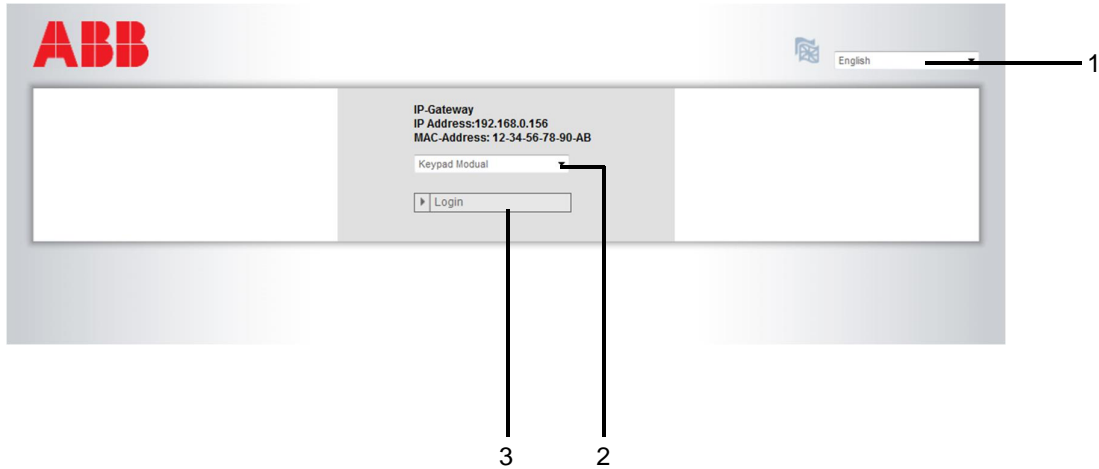 ABB
English
1
IP-Gateway
IP Address:192.168.0.156
MAC-Address: 12-34-56-78-90-AB
Keypad Modual
Login
3 2